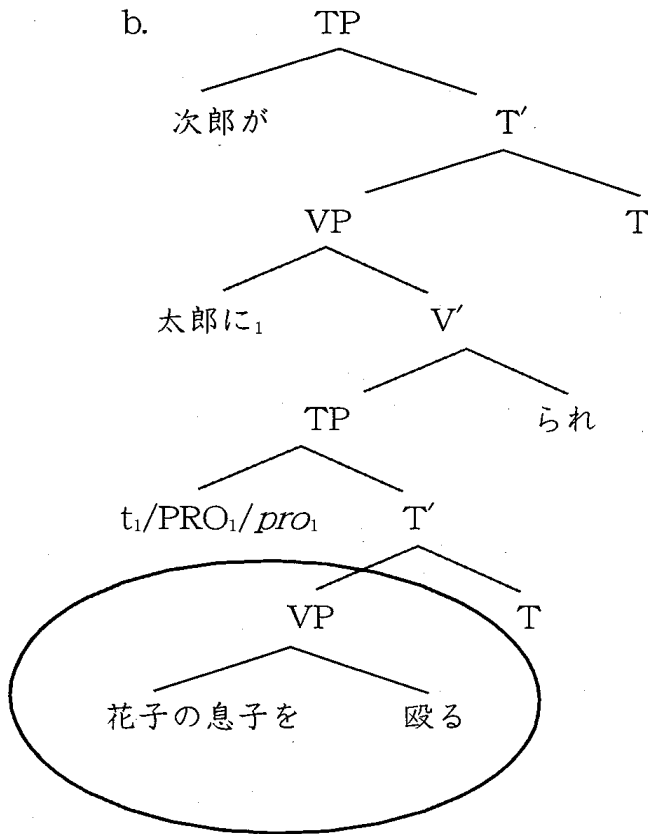 b. TP
次郎が T′
VP T
太郎に₁ V′
TP られ
t₁/PRO₁/pro₁ T′
VP T
花子の息子を 殴る